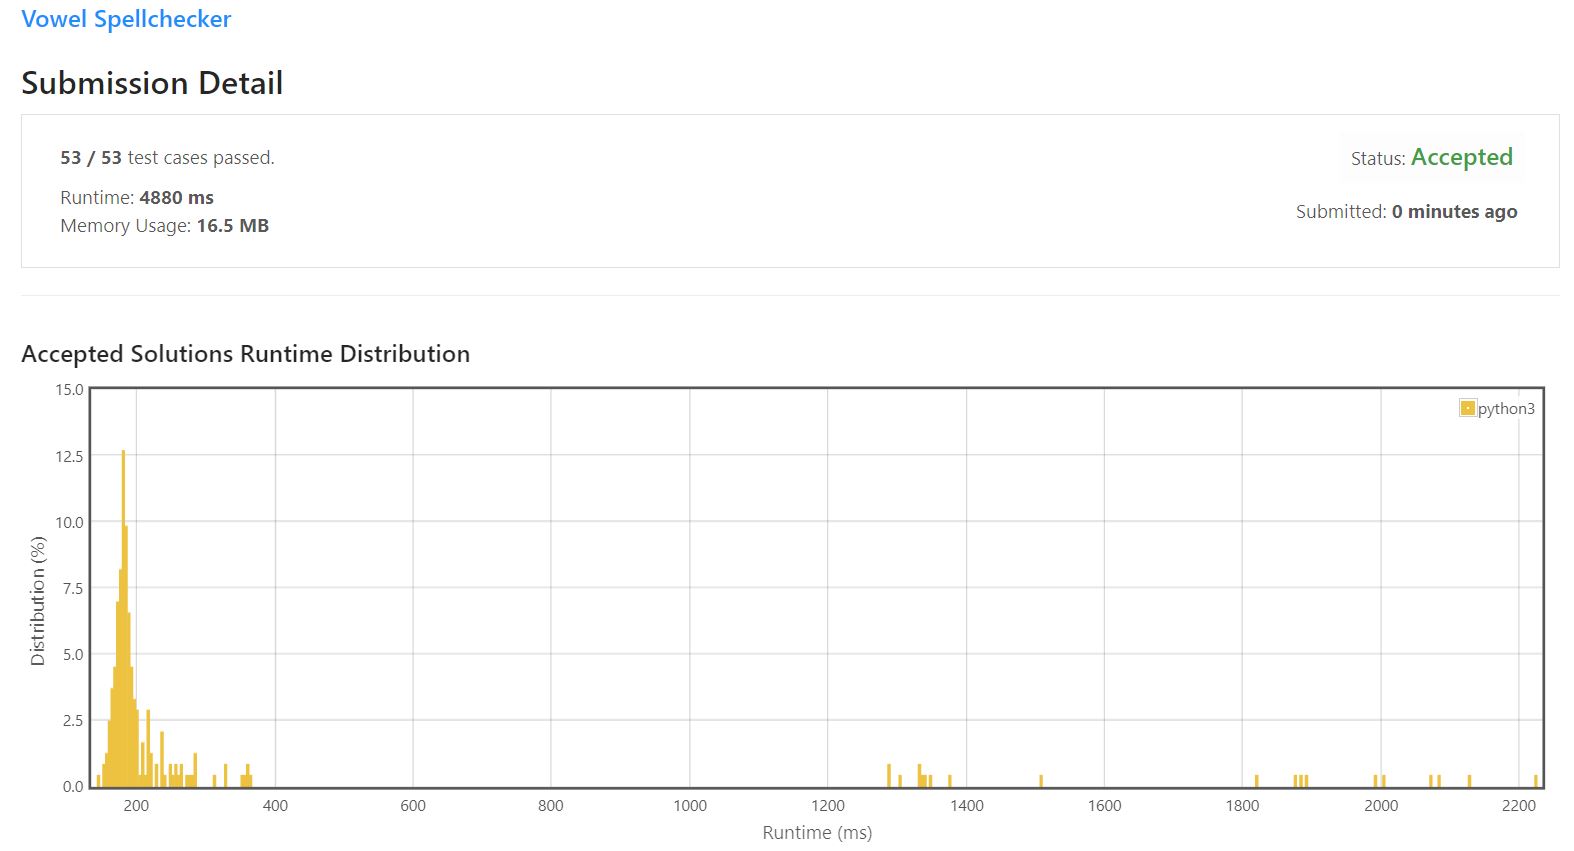 Vowel Spellchecker
Submission Detail
53 / 53 test cases passed.
Status: Accepted
Runtime: 4880 ms
Submitted: 0 minutes ago
Memory Usage: 16.5 MB
Accepted Solutions Runtime Distribution
15.0
python3
12.5
10.0
7.5
5.0
2.5
0.0
Distribution (%)
200 400 600 800 1000 1200 1400 1600 1800 2000 2200
Runtime (ms)